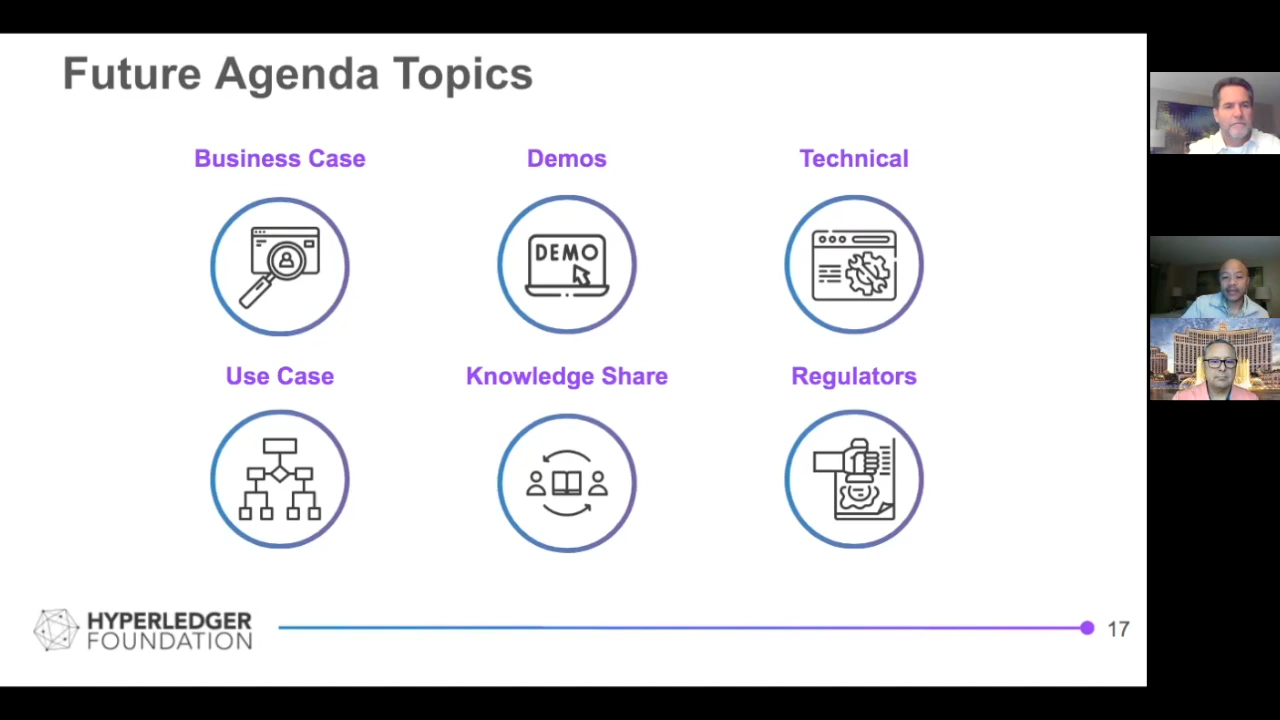 Future Agenda Topics
Business Case
Demos
Technical
DEMO
Use Case
Knowledge Share
Regulators
HYPERLEDGER
FOUNDATION
17